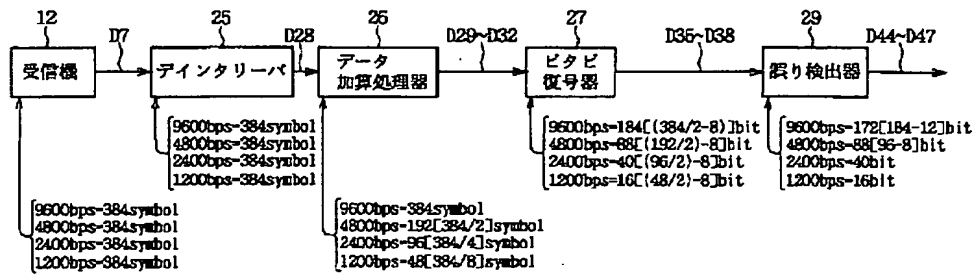 12
25
26
27
29
D7
D28
D29~D32
D35~D38
D44~D47
受信機
デインタリーバ
データ
加算処理器
ビタビ
復号器
誤り検出器
9600bps=384symbol
4800bps=384symbol
2400bps=384symbol
1200bps=384symbol
9600bps=184[(384/2-8)]bit
4800bps=88[(192/2)-8]bit
2400bps=40[(96/2)-8]bit
1200bps=16[(48/2)-8]bit
9600bps=172[184-12]bit
4800bps=88[96-8]bit
2400bps=40bit
1200bps=16bit
9600bps=384symbol
4800bps=384symbol
2400bps=384symbol
1200bps=384symbol
9600bps=384symbol
4800bps=192[384/2]symbol
2400bps=96[384/4]symbol
1200bps=48[384/8]symbol